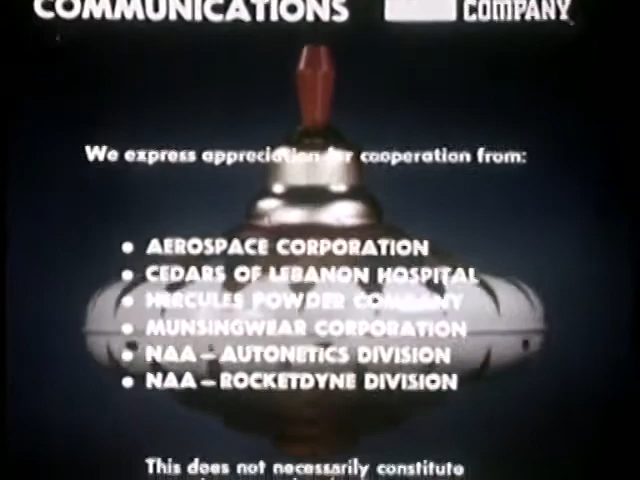 COMMUNICATIONS COMPANY
We express appreciation for cooperation from:
• AEROSPACE CORPORATION
• CEDARS OF LEBANON HOSPITAL
• HERCULES POWDER COMPANY
• MUNSINGWEAR CORPORATION
• NAA—AUTONETICS DIVISION
• NAA—ROCKETDYNE DIVISION
This does not necessarily constitute